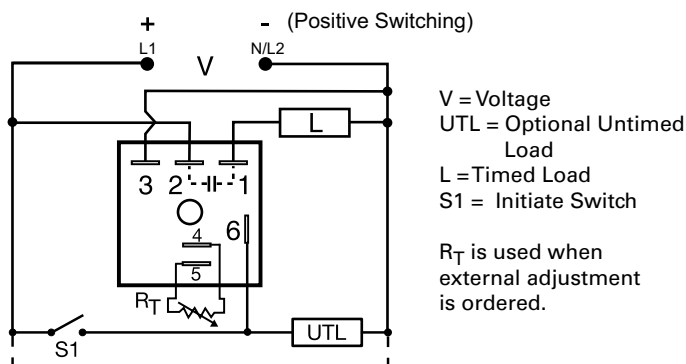 + - (Positive Switching)
L1 V N/L2
L
3 2 1
6
4
5
RT
S1
UTL
V = Voltage
UTL = Optional Untimed
Load
L = Timed Load
S1 = Initiate Switch
RT is used when
external adjustment
is ordered.